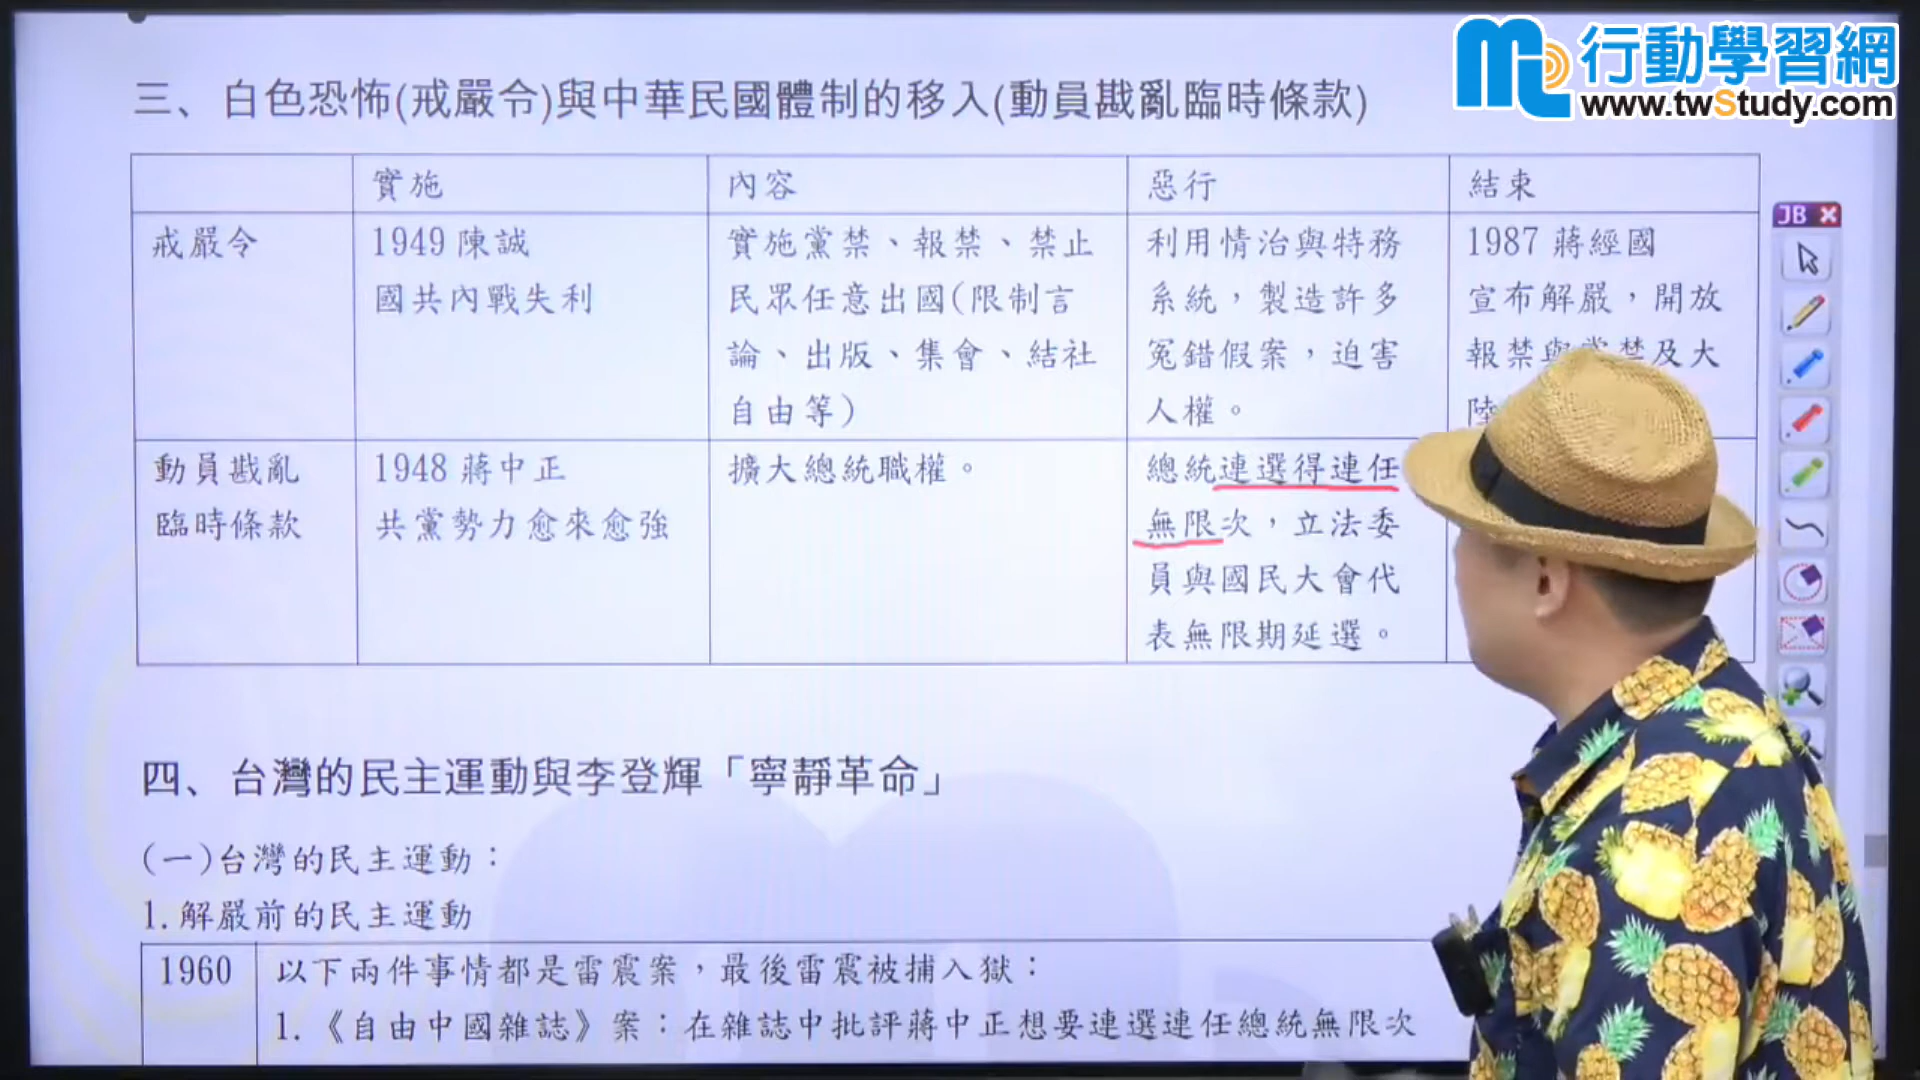 行動學習網
www.twStudy.com
三、白色恐怖(戒嚴令)與中華民國體制的移入(動員戡亂臨時條款)
實施
內容
惡行
結束
戒嚴令
1949 陳誠
國共內戰失利
實施黨禁、報禁、禁止
民眾任意出國(限制言
論、出版、集會、結社
自由等)
利用情治與特務
系統，製造許多
冤錯假案，迫害
人權。
1987 蔣經國
宣布解嚴，開放
報禁與黨禁及大
陸
動員戡亂
臨時條款
1948 蔣中正
共黨勢力愈來愈強
擴大總統職權。
總統連選得連任
無限次，立法委
員與國民大會代
表無限期延選。
JB
四、台灣的民主運動與李登輝「寧靜革命」
(一)台灣的民主運動：
1.解嚴前的民主運動
1960
以下兩件事情都是雷震案，最後雷震被捕入獄：
1.《自由中國雜誌》案：在雜誌中批評蔣中正想要連選連任總統無限次